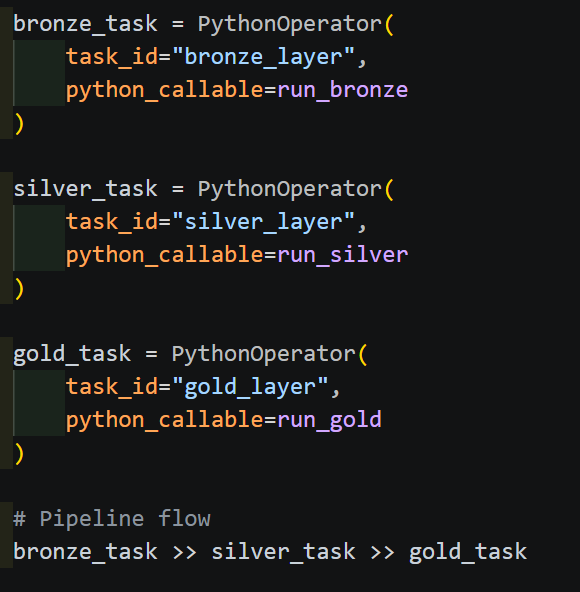 bronze_task = PythonOperator(
    task_id="bronze_layer",
    python_callable=run_bronze
)

silver_task = PythonOperator(
    task_id="silver_layer",
    python_callable=run_silver
)

gold_task = PythonOperator(
    task_id="gold_layer",
    python_callable=run_gold
)

# Pipeline flow
bronze_task >> silver_task >> gold_task